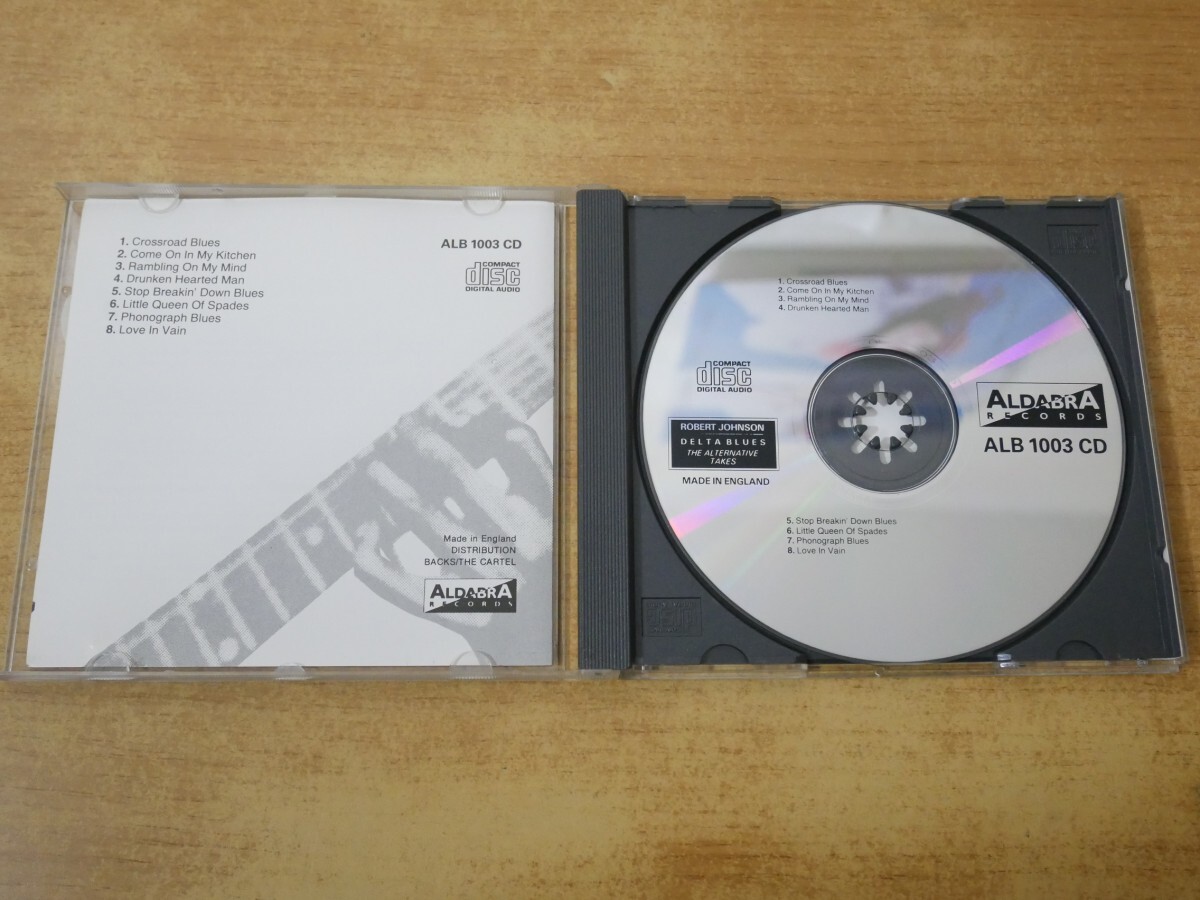 1. Crossroad Blues
2. Come On In My Kitchen
3. Rambling On My Mind
4. Drunken Hearted Man
5. Stop Breakin' Down Blues
6. Little Queen Of Spades
7. Phonograph Blues
8. Love In Vain
ALB 1003 CD
COMPACT
disc
DIGITAL AUDIO
Made in England
DISTRIBUTION
BACKS/THE CARTEL
ALDABRA
RECORDS
1. Crossroad Blues
2. Come On In My Kitchen
3. Rambling On My Mind
4. Drunken Hearted Man
COMPACT
disc
DIGITAL AUDIO
ROBERT JOHNSON
DELTA BLUES
THE ALTERNATIVE
TAKES
MADE IN ENGLAND
ALDABRA
RECORDS
ALB 1003 CD
5. Stop Breakin' Down Blues
6. Little Queen Of Spades
7. Phonograph Blues
8. Love In Vain